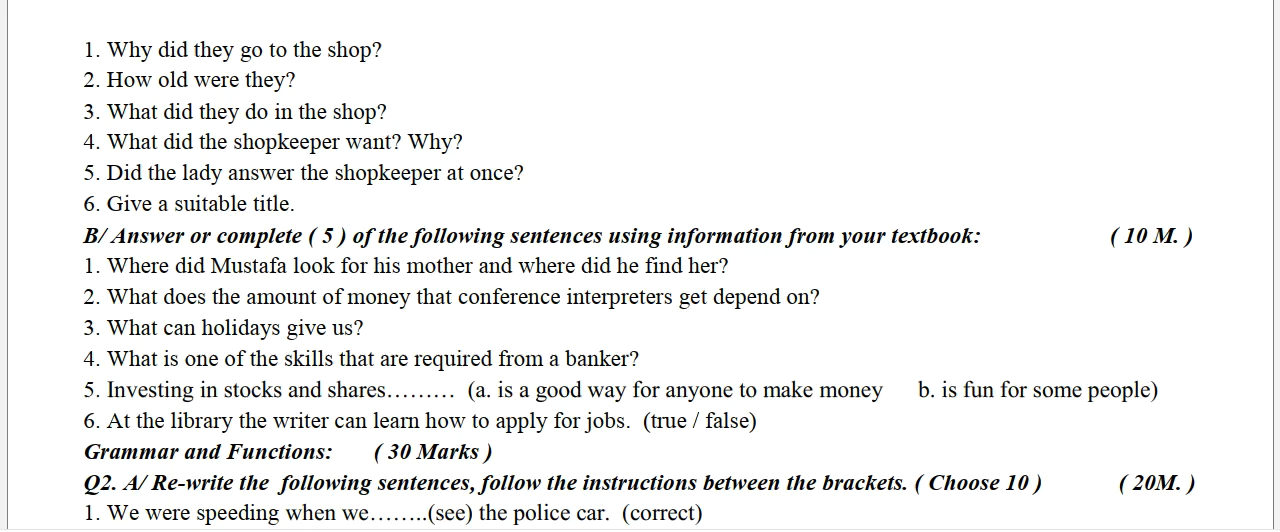 1. Why did they go to the shop?
2. How old were they?
3. What did they do in the shop?
4. What did the shopkeeper want? Why?
5. Did the lady answer the shopkeeper at once?
6. Give a suitable title.
B/ Answer or complete ( 5 ) of the following sentences using information from your textbook: ( 10 M. )
1. Where did Mustafa look for his mother and where did he find her?
2. What does the amount of money that conference interpreters get depend on?
3. What can holidays give us?
4. What is one of the skills that are required from a banker?
5. Investing in stocks and shares......... (a. is a good way for anyone to make money b. is fun for some people)
6. At the library the writer can learn how to apply for jobs. (true / false)
Grammar and Functions: ( 30 Marks )
Q2. A/ Re-write the following sentences, follow the instructions between the brackets. ( Choose 10 ) ( 20M. )
1. We were speeding when we........(see) the police car. (correct)